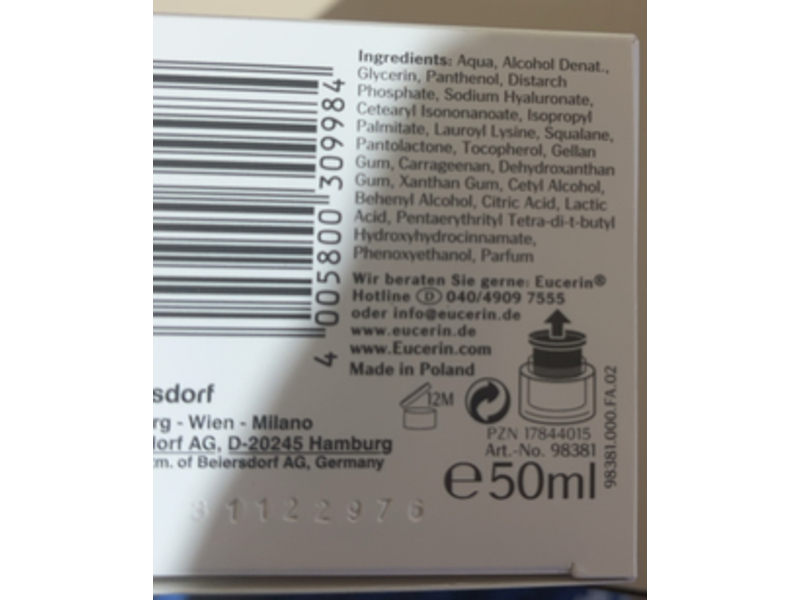 Ingredients: Aqua, Alcohol Denat.,
Glycerin, Panthenol, Distarch
Phosphate, Sodium Hyaluronate,
Cetearyl Isononanoate, Isopropyl
Palmitate, Lauroyl Lysine, Squalane,
Pantolactone, Tocopherol, Gellan
Gum, Carrageenan, Dehydroxanthan
Gum, Xanthan Gum, Cetyl Alcohol,
Behenyl Alcohol, Citric Acid, Lactic
Acid, Pentaerythrityl Tetra-di-t-butyl
Hydroxyhydrocinnamate,
Phenoxyethanol, Parfum
Wir beraten Sie gerne: Eucerin®
Hotline D 040/4909 7555
oder info@eucerin.de
www.eucerin.de
www.Eucerin.com
Made in Poland
4 005800 309984
12M
PZN 17844015
Art.-No. 98381
e 50ml
98381.000.FA.02
sdorf
rg - Wien - Milano
dorf AG, D-20245 Hamburg
tm. of Beiersdorf AG, Germany
31122976